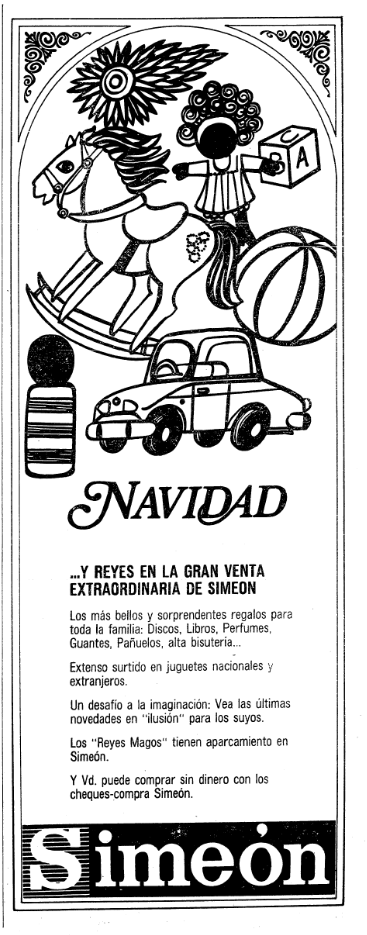 C
B A
NAVIDAD
...Y REYES EN LA GRAN VENTA
EXTRAORDINARIA DE SIMEON
Los más bellos y sorprendentes regalos para
toda la familia: Discos, Libros, Perfumes,
Guantes, Pañuelos, alta bisutería...
Extenso surtido en juguetes nacionales y
extranjeros.
Un desafío a la imaginación: Vea las últimas
novedades en "ilusión" para los suyos.
Los "Reyes Magos" tienen aparcamiento en
Simeón.
Y Vd. puede comprar sin dinero con los
cheques-compra Simeón.
Simeón